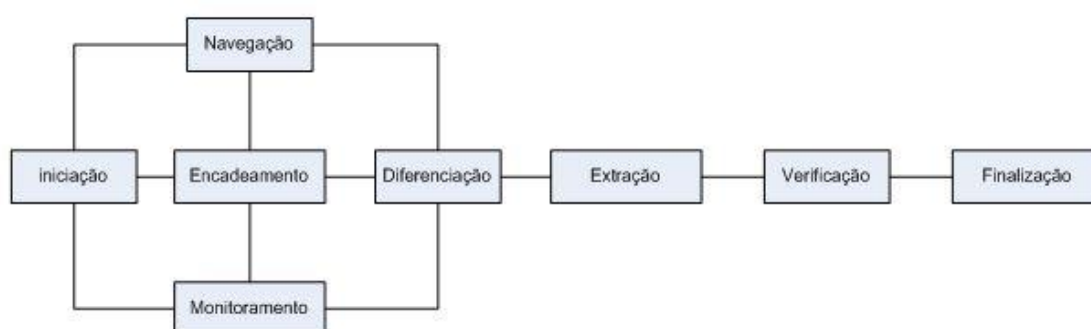 Navegação
iniciação
Encadeamento
Diferenciação
Extração
Verificação
Finalização
Monitoramento